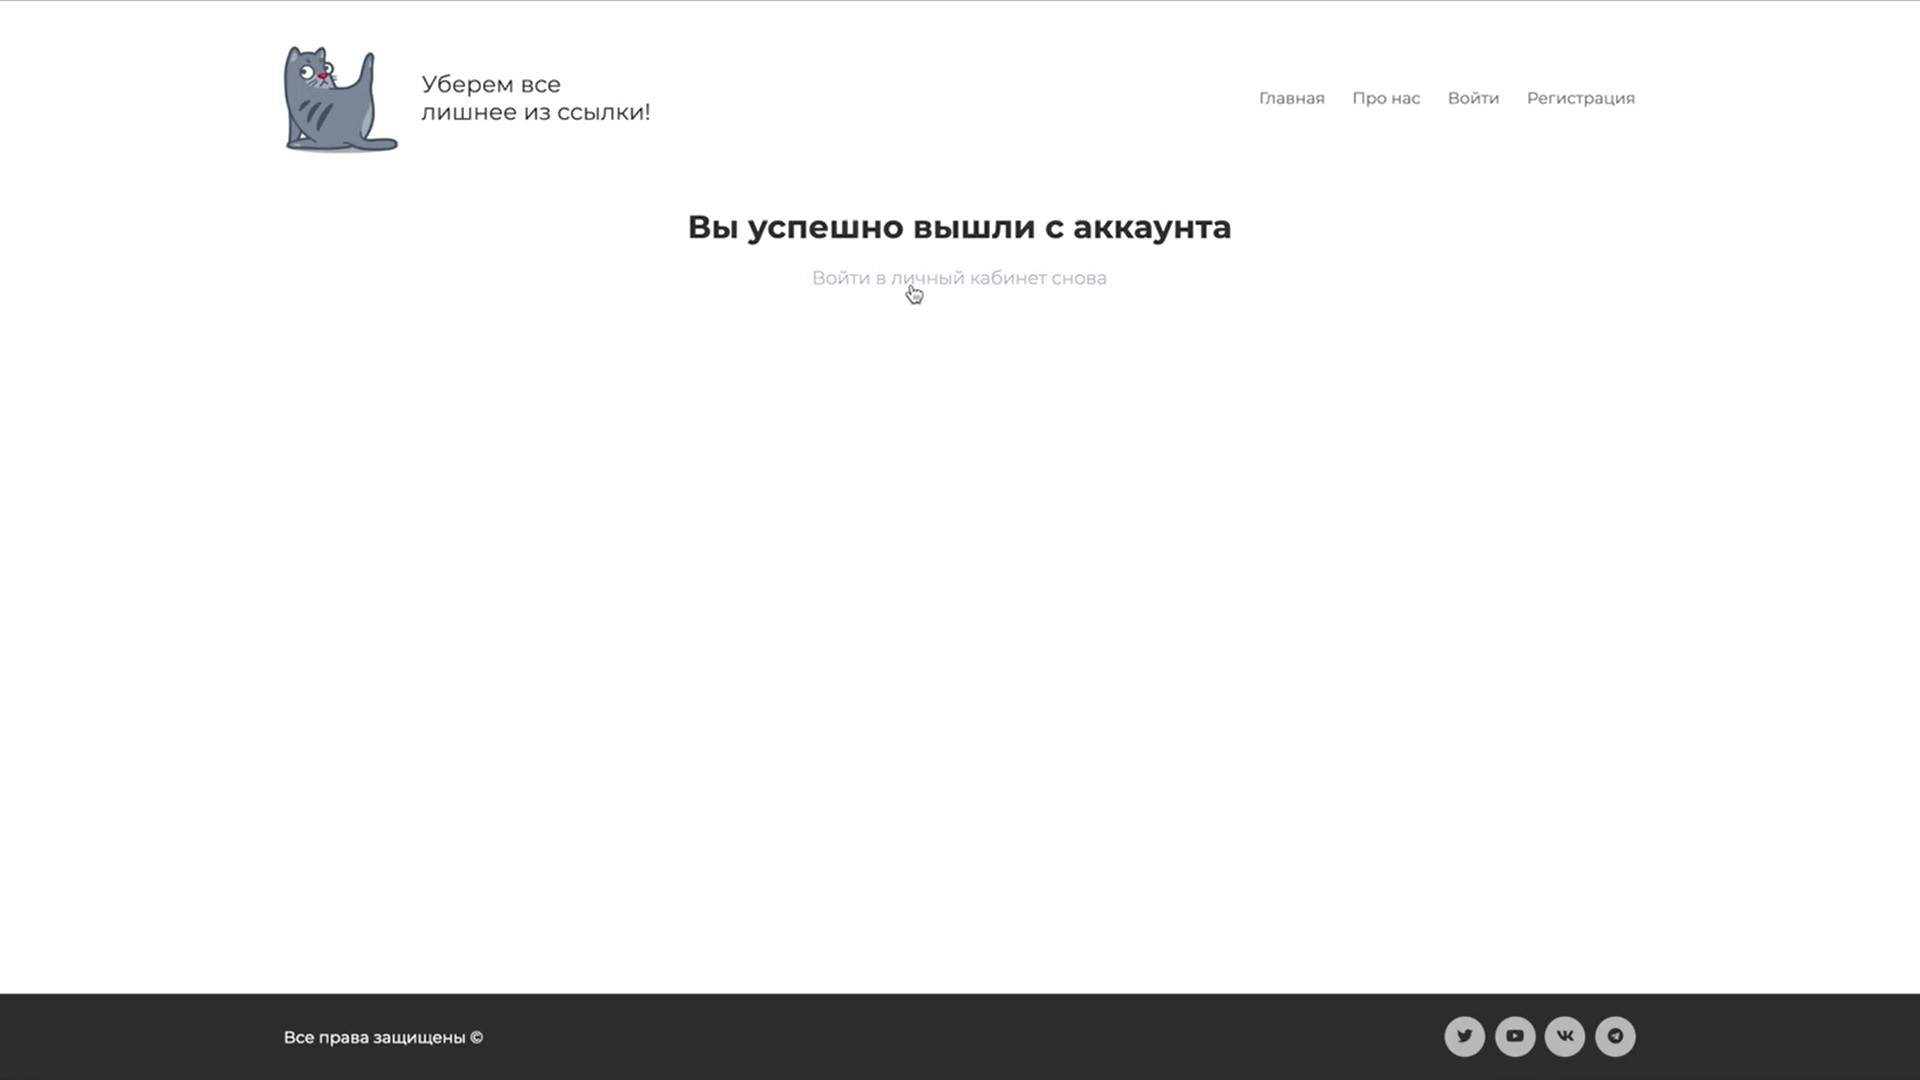 Уберем все
лишнее из ссылки!
Главная Про нас Войти Регистрация
Вы успешно вышли с аккаунта
Войти в личный кабинет снова
Все права защищены ©